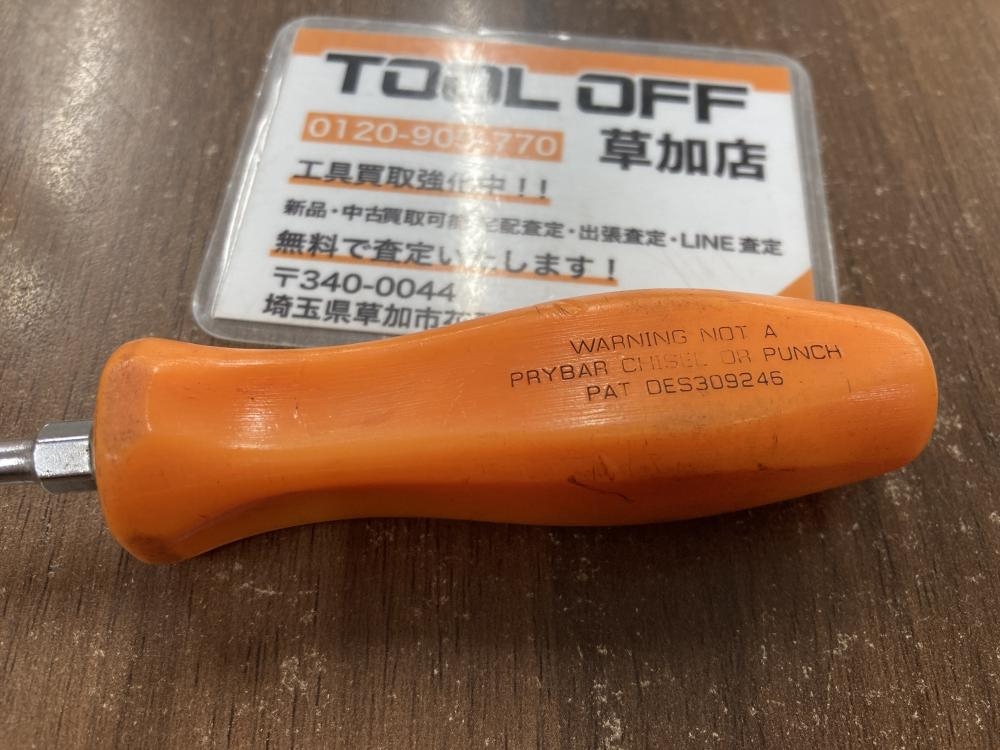 TOOL OFF
草加店
工具買取強化中！！
新品・中古買取可能 宅配査定・出張査定・LINE査定
無料で査定いたします！
〒340-0044
埼玉県草加市花
WARNING NOT A
PRYBAR CHISEL OR PUNCH
PAT DES309246